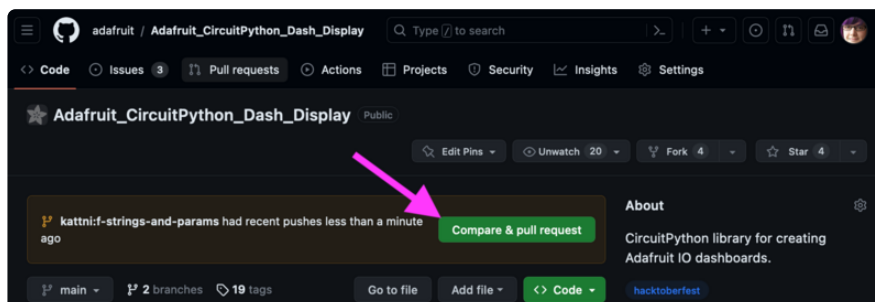 adafruit / Adafruit_CircuitPython_Dash_Display Type / to search
Code Issues 3 Pull requests Actions Projects Security Insights Settings
Adafruit_CircuitPython_Dash_Display Public
Edit Pins Unwatch 20 Fork 4 Star 4
kattni:f-strings-and-params had recent pushes less than a minute
ago
Compare & pull request
main 2 branches 19 tags Go to file Add file <> Code
About
CircuitPython library for creating
Adafruit IO dashboards.
hacktoberfest